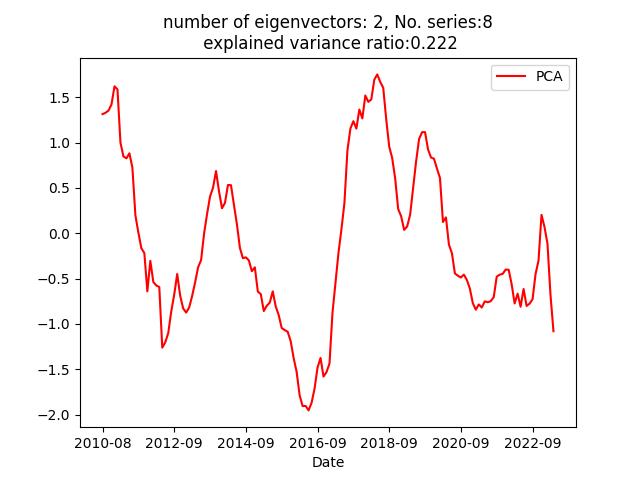 number of eigenvectors: 2, No. series:8
explained variance ratio:0.222
PCA
1.5
1.0
0.5
0.0
−0.5
−1.0
−1.5
−2.0
2010-08 2012-09 2014-09 2016-09 2018-09 2020-09 2022-09
Date